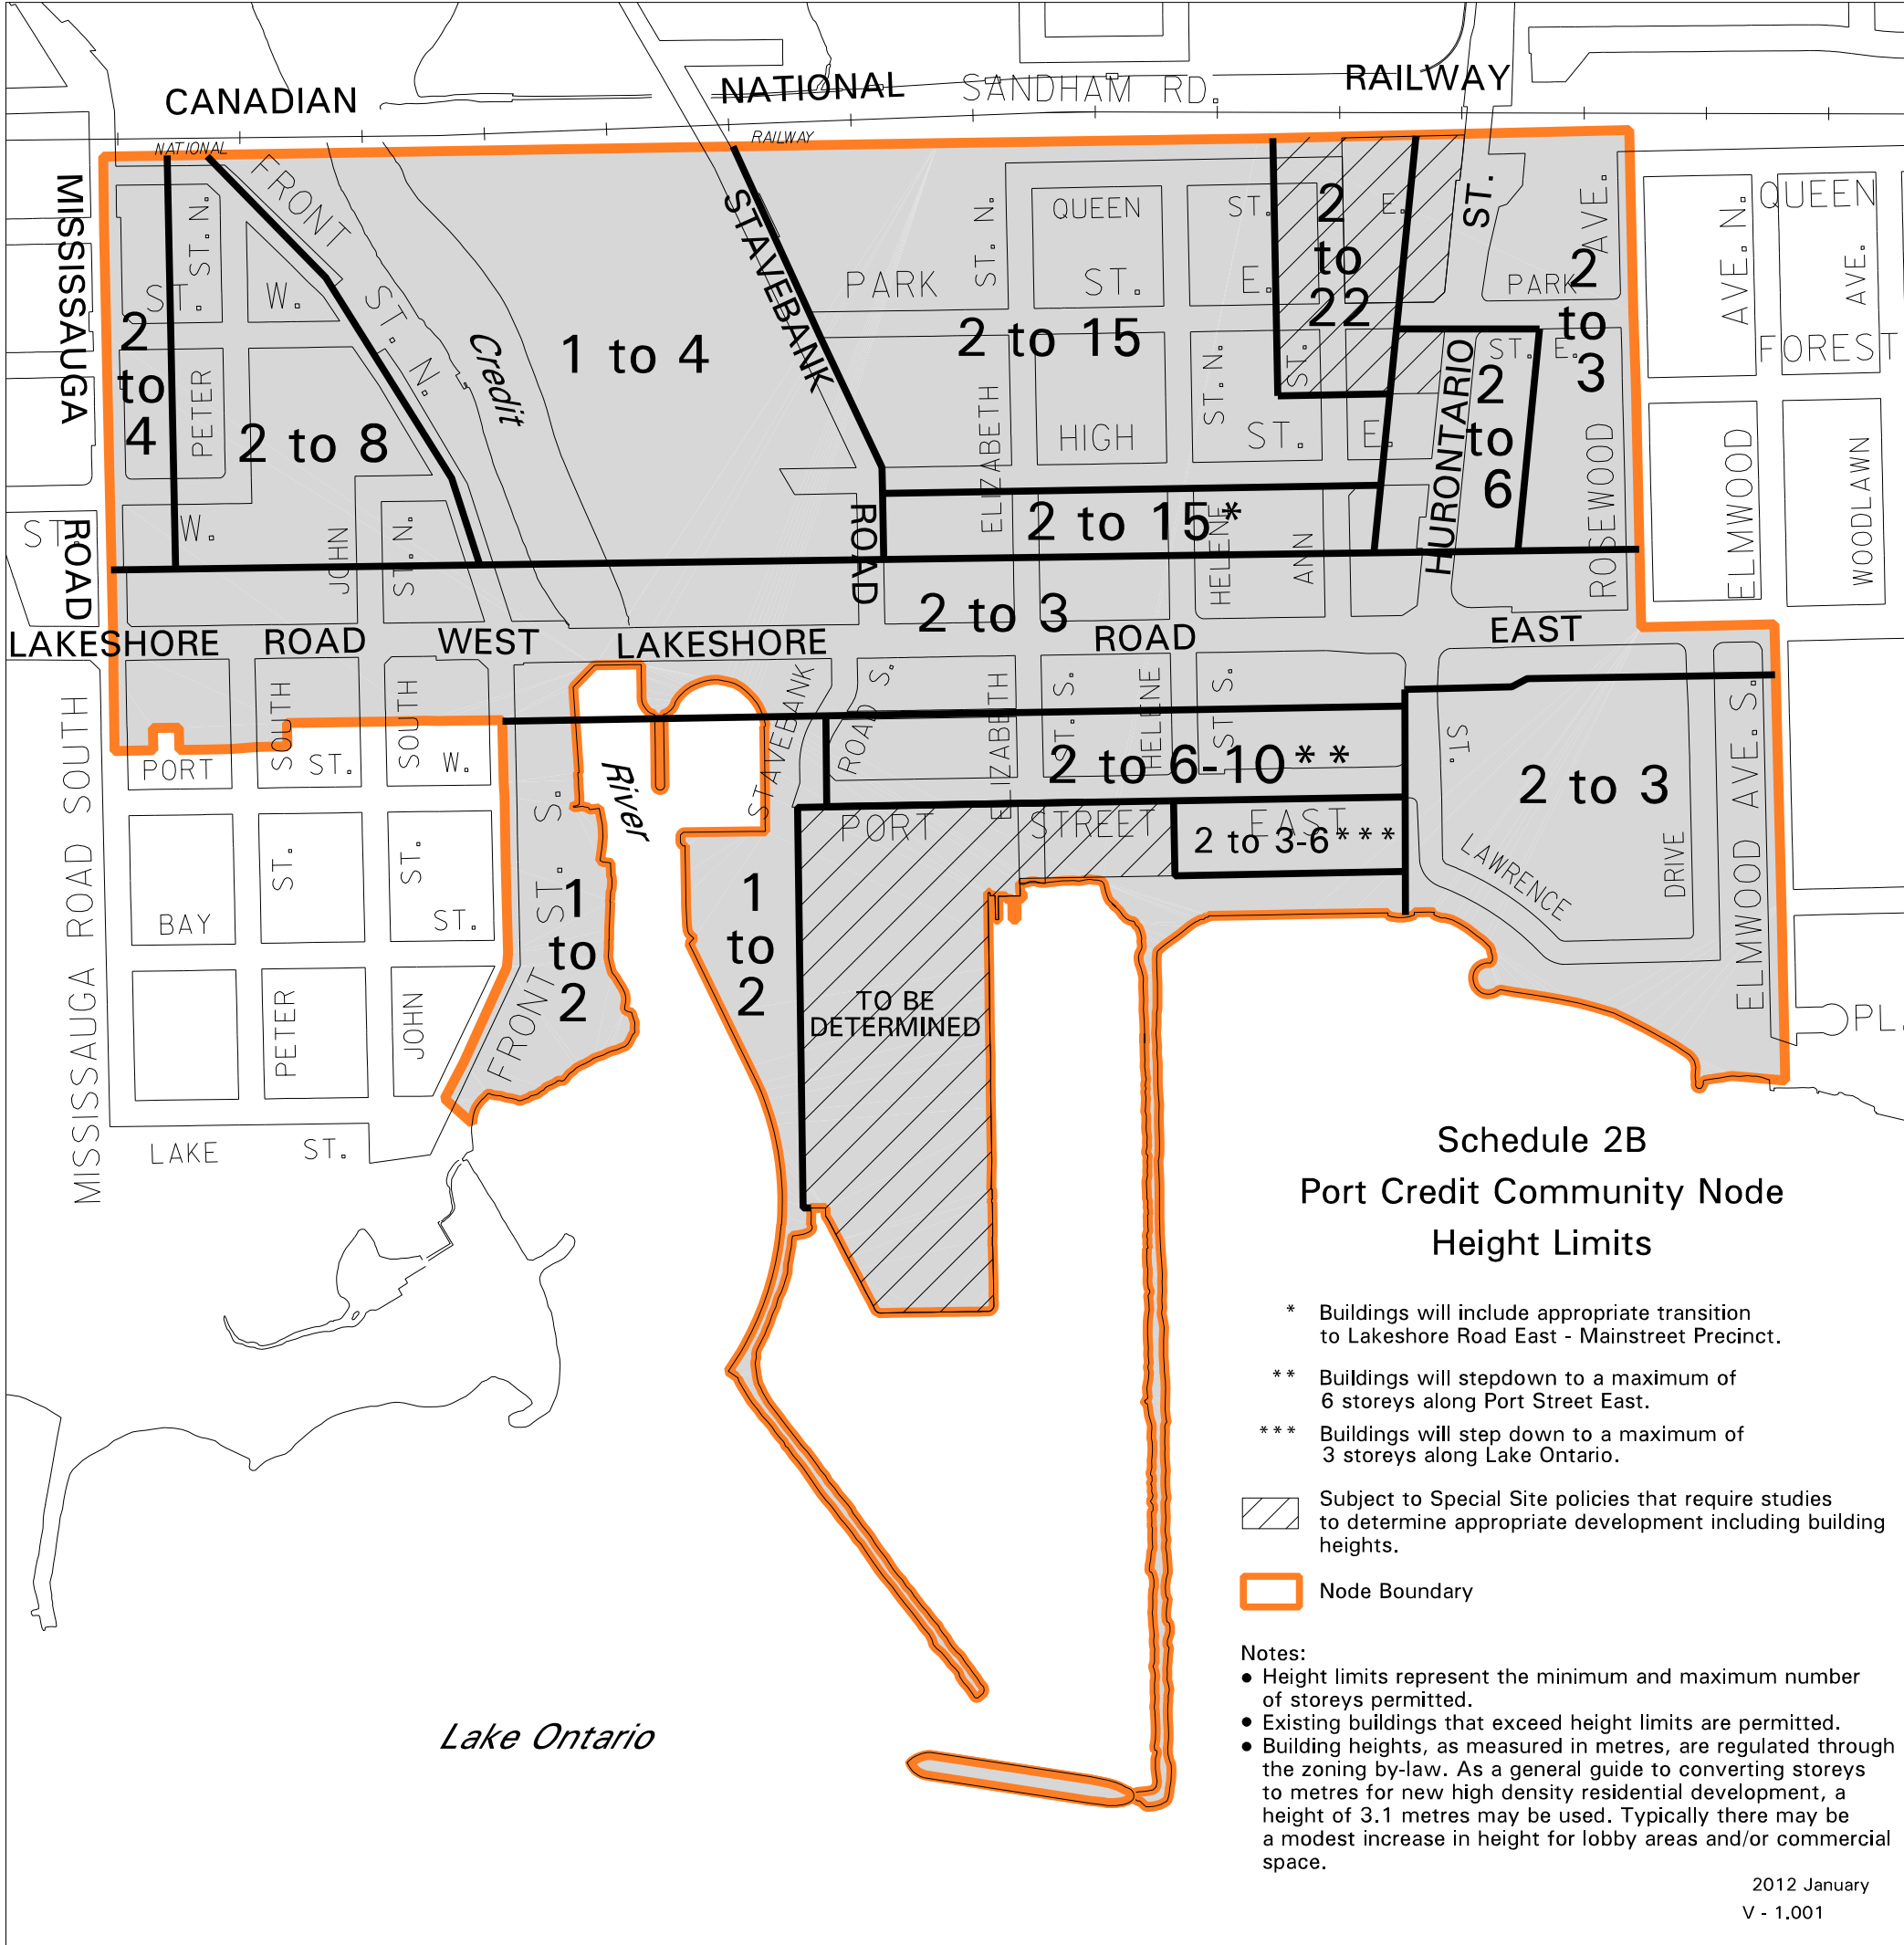 CANADIAN
NATIONAL
SANDHAM RD.
RAILWAY
NATIONAL
RAILWAY
MISSISSAUGA
ROAD
FRONT
ST. N.
ST. N.
ST.
W.
2
to
4
PETER
2 to 8
W.
JOHN
ST. N.
Credit
1 to 4
STAVEBANK
ROAD
PARK
ST. N.
QUEEN
ST.
E.
ST.
E.
2
to
22
ST.
AVE.
PARK
2
to
3
2 to 15
ELIZABETH
HIGH
ST. N.
ST.
ST.
E.
HURONTARIO
ST.
E.
2
to
6
ROSEWOOD
2 to 15*
HELENE
ANN
QUEEN
AVE. N.
AVE.
FOREST
ELMWOOD
WOODLAWN
ST.
2 to 3
LAKESHORE
ROAD
WEST
LAKESHORE
ROAD
EAST
MISSISSAUGA ROAD SOUTH
SOUTH
SOUTH
PORT
ST.
W.
River
STAVEBANK
ROAD S.
ELIZABETH
ST. S.
HELENE
ST S.
2 to 6-10**
ST.
2 to 3
PORT
STREET
EAST
2 to 3-6***
LAWRENCE
DRIVE
ELMWOOD AVE. S.
ST.
ST.
BAY
ST.
FRONT
ST. S.
1
to
2
1
to
2
TO BE
DETERMINED
PETER
JOHN
LAKE
ST.
Schedule 2B
Port Credit Community Node
Height Limits
* Buildings will include appropriate transition
to Lakeshore Road East - Mainstreet Precinct.
** Buildings will stepdown to a maximum of
6 storeys along Port Street East.
*** Buildings will step down to a maximum of
3 storeys along Lake Ontario.
Subject to Special Site policies that require studies
to determine appropriate development including building
heights.
Node Boundary
Notes:
● Height limits represent the minimum and maximum number
of storeys permitted.
● Existing buildings that exceed height limits are permitted.
● Building heights, as measured in metres, are regulated through
the zoning by-law. As a general guide to converting storeys
to metres for new high density residential development, a
height of 3.1 metres may be used. Typically there may be
a modest increase in height for lobby areas and/or commercial
space.
Lake Ontario
2012 January
V - 1.001